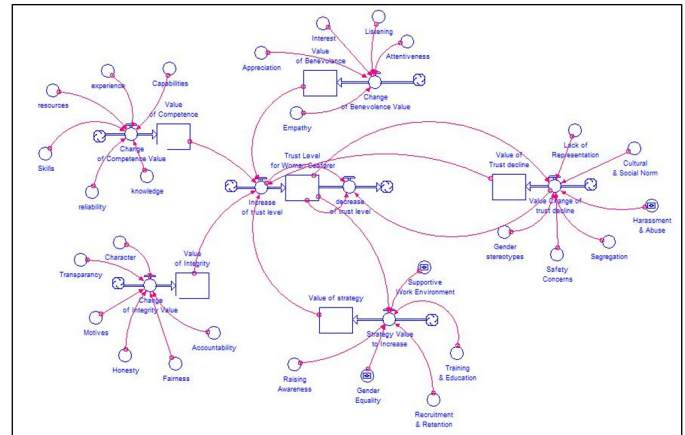 Interest
Listening
Value
of Benevolence
Attentiveness
Appreciation
Change
of Benevolence Value
Empathy
experience
Capabilities
resources
Value
of Competence
Change
of Competence Value
Skills
knowledge
reliability
Trust Level
for Woman Seafarer
Increase
of trust level
decrease
of trust level
Value of
Trust decline
Lack of
Representation
Cultural
& Social Norm
Value Change of
trust decline
Harassment
& Abuse
Gender
stereotypes
Safety
Concerns
Segregation
Character
Value
of Integrity
Transparancy
Change
of Integrity Value
Motives
Accountability
Honesty
Fairness
Supportive
Work Environment
Value of strategy
Strategy Value
to Increase
Raising
Awareness
Gender
Equality
Training
& Education
Recruitment
& Retention